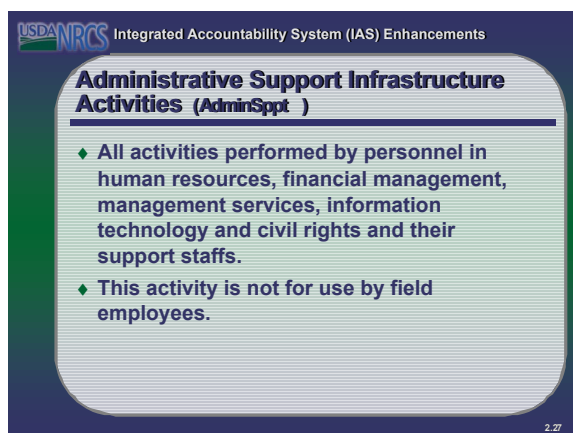 USDA NRCS Integrated Accountability System (IAS) Enhancements
Administrative Support Infrastructure
Activities (AdminSppt )
♦ All activities performed by personnel in
human resources, financial management,
management services, information
technology and civil rights and their
support staffs.
♦ This activity is not for use by field
employees.
2.27